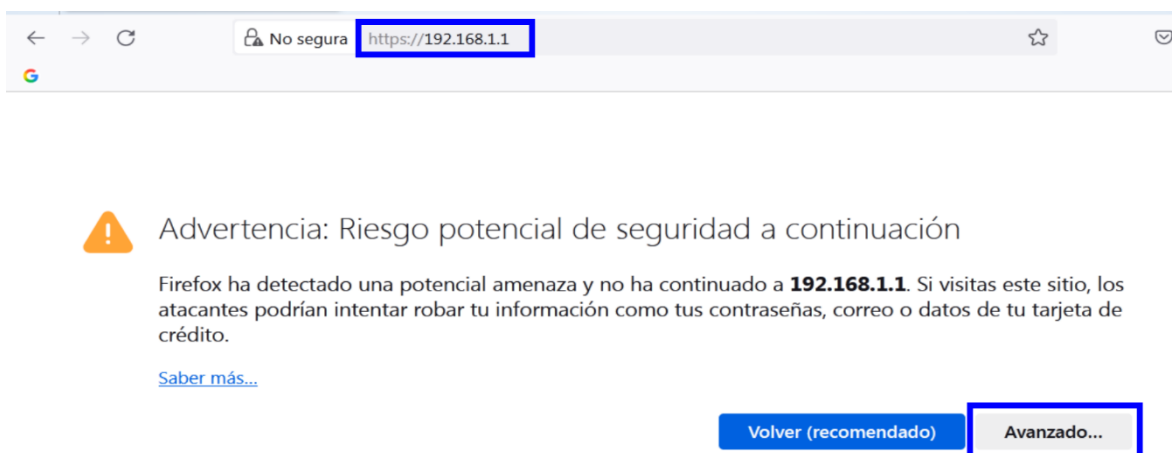 No segura https://192.168.1.1
G
Advertencia: Riesgo potencial de seguridad a continuación
Firefox ha detectado una potencial amenaza y no ha continuado a 192.168.1.1. Si visitas este sitio, los
atacantes podrían intentar robar tu información como tus contraseñas, correo o datos de tu tarjeta de
crédito.
Saber más...
Volver (recomendado) Avanzado...